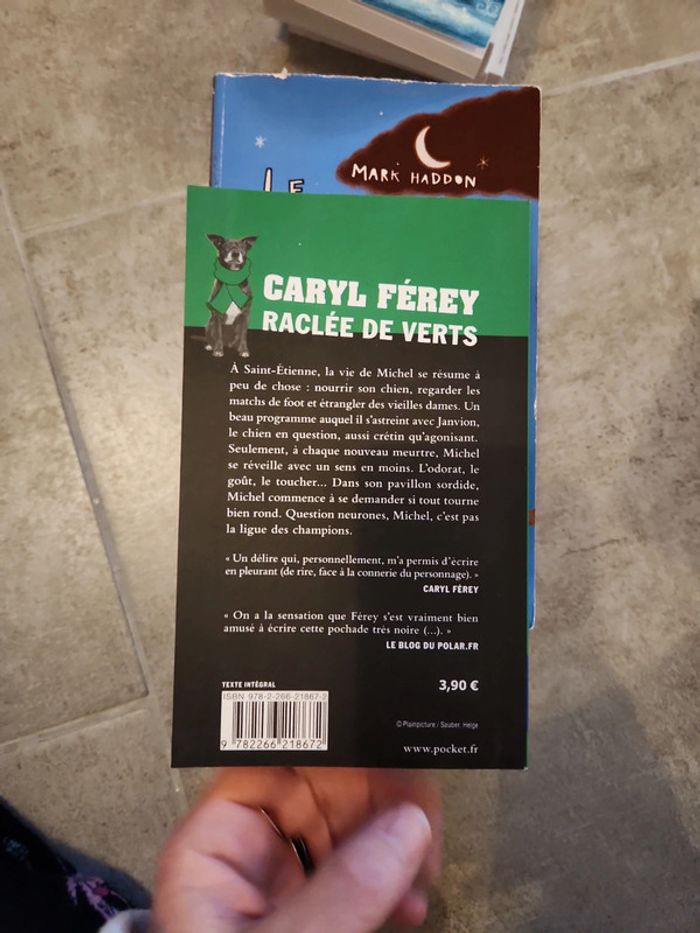 MARK HADDON
LE
CARYL FÉREY
RACLÉE DE VERTS
À Saint-Étienne, la vie de Michel se résume à
peu de chose : nourrir son chien, regarder les
matchs de foot et étrangler des vieilles dames. Un
beau programme auquel il s'astreint avec Janvion,
le chien en question, aussi crétin qu'agonisant.
Seulement, à chaque nouveau meurtre, Michel
se réveille avec un sens en moins. L'odorat, le
goût, le toucher... Dans son pavillon sordide,
Michel commence à se demander si tout tourne
bien rond. Question neurones, Michel, c'est pas
la ligue des champions.
« Un délire qui, personnellement, m'a permis d'écrire
en pleurant (de rire, face à la connerie du personnage). »
CARYL FÉREY
« On a la sensation que Férey s'est vraiment bien
amusé à écrire cette pochade très noire (...). »
LE BLOG DU POLAR.FR
TEXTE INTÉGRAL
ISBN 978-2-266-21867-2
3,90 €
9 782266 218672
© Plainpicture / Sauber, Helge
www.pocket.fr